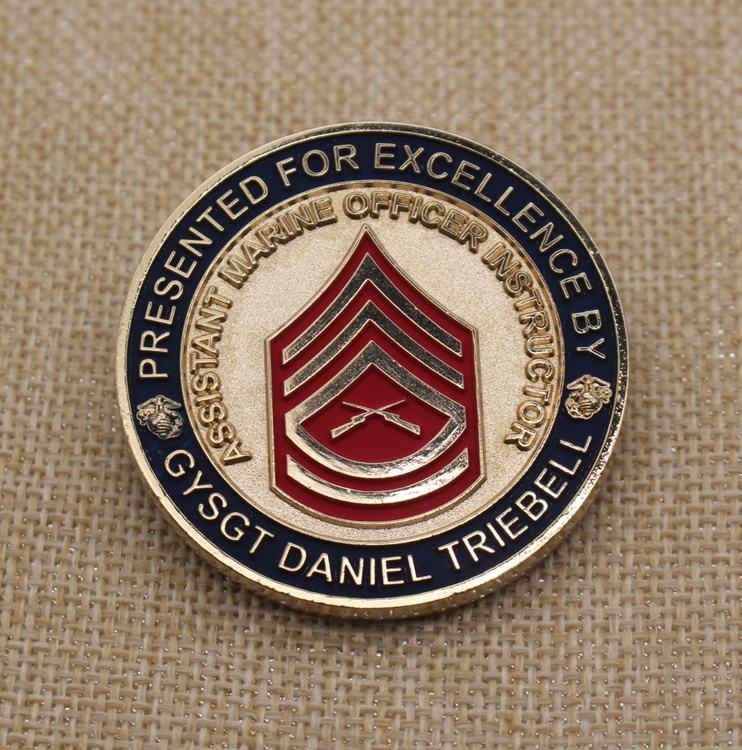 PRESENTED FOR EXCELLENCE BY
ASSISTANT MARINE OFFICER INSTRUCTOR
GYSGT DANIEL TRIEBELL